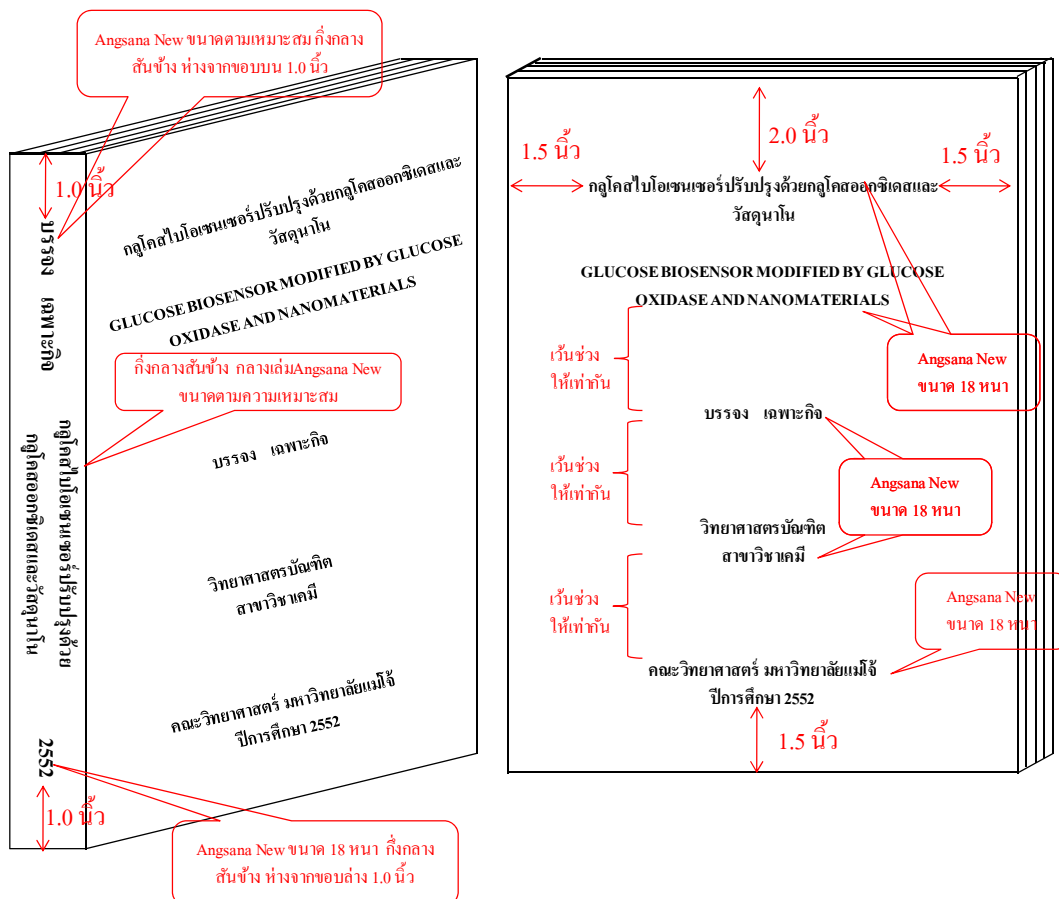 Angsana New ขนาดตามเหมาะสม กึ่งกลาง
สันข้าง ห่างจากขอบบน 1.0 นิ้ว
1.0 นิ้ว
บรรจง เฉพาะกิจ
กลูโคสไบโอเซนเซอร์ปรับปรุงด้วย
กลูโคสออกซิเดสและวัสดุนาโน
2552
1.0 นิ้ว
กลูโคสไบโอเซนเซอร์ปรับปรุงด้วยกลูโคสออกซิเดสและ
วัสดุนาโน
GLUCOSE BIOSENSOR MODIFIED BY GLUCOSE
OXIDASE AND NANOMATERIALS
กึ่งกลางสันข้าง กลางเล่มAngsana New
ขนาดตามความเหมาะสม
บรรจง เฉพาะกิจ
วิทยาศาสตรบัณฑิต
สาขาวิชาเคมี
คณะวิทยาศาสตร์ มหาวิทยาลัยแม่โจ้
ปีการศึกษา 2552
Angsana New ขนาด 18 หนา กึ่งกลาง
สันข้าง ห่างจากขอบล่าง 1.0 นิ้ว
2.0 นิ้ว
1.5 นิ้ว
1.5 นิ้ว
กลูโคสไบโอเซนเซอร์ปรับปรุงด้วยกลูโคสออกซิเดสและ
วัสดุนาโน
GLUCOSE BIOSENSOR MODIFIED BY GLUCOSE
OXIDASE AND NANOMATERIALS
เว้นช่วง
ให้เท่ากัน
Angsana New
ขนาด 18 หนา
บรรจง เฉพาะกิจ
เว้นช่วง
ให้เท่ากัน
Angsana New
ขนาด 18 หนา
วิทยาศาสตรบัณฑิต
สาขาวิชาเคมี
เว้นช่วง
ให้เท่ากัน
Angsana New
ขนาด 18 หนา
คณะวิทยาศาสตร์ มหาวิทยาลัยแม่โจ้
ปีการศึกษา 2552
1.5 นิ้ว